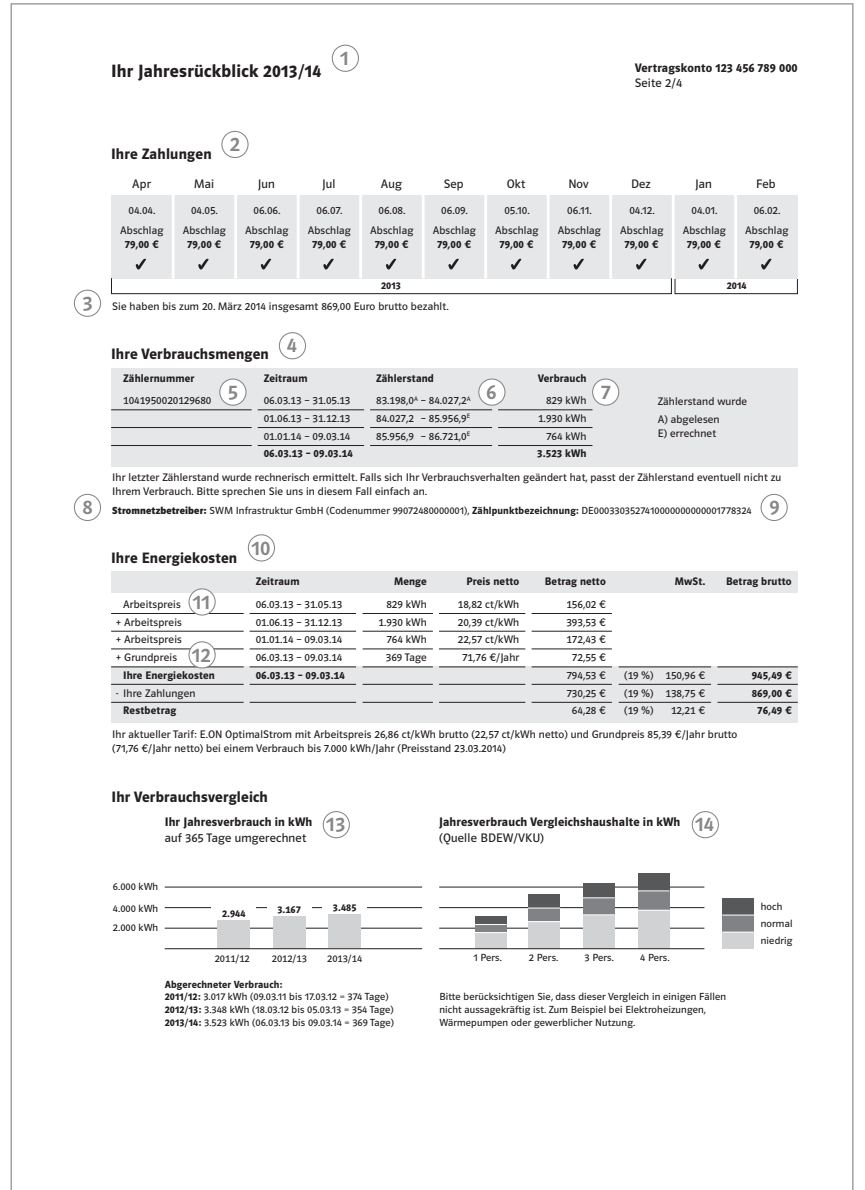 Ihr Jahresrückblick 2013/14 1
Vertragskonto 123 456 789 000
Seite 2/4
Ihre Zahlungen 2
Apr Mai Jun Jul Aug Sep Okt Nov Dez Jan Feb
04.04. 04.05. 06.06. 06.07. 06.08. 06.09. 05.10. 06.11. 04.12. 04.01. 06.02.
Abschlag Abschlag Abschlag Abschlag Abschlag Abschlag Abschlag Abschlag Abschlag Abschlag Abschlag
79,00 € 79,00 € 79,00 € 79,00 € 79,00 € 79,00 € 79,00 € 79,00 € 79,00 € 79,00 € 79,00 €
✓ ✓ ✓ ✓ ✓ ✓ ✓ ✓ ✓ ✓ ✓
2013 2014
3 Sie haben bis zum 20. März 2014 insgesamt 869,00 Euro brutto bezahlt.
Ihre Verbrauchsmengen 4
Zählernummer Zeitraum Zählerstand Verbrauch
1041950020129680 5 06.03.13 – 31.05.13 83.198,0ᴬ – 84.027,2ᴬ 6 829 kWh 7 Zählerstand wurde
01.06.13 – 31.12.13 84.027,2 – 85.956,9ᴱ 1.930 kWh A) abgelesen
01.01.14 – 09.03.14 85.956,9 – 86.721,0ᴱ 764 kWh E) errechnet
06.03.13 – 09.03.14 3.523 kWh
Ihr letzter Zählerstand wurde rechnerisch ermittelt. Falls sich Ihr Verbrauchsverhalten geändert hat, passt der Zählerstand eventuell nicht zu
Ihrem Verbrauch. Bitte sprechen Sie uns in diesem Fall einfach an.
8 Stromnetzbetreiber: SWM Infrastruktur GmbH (Codenummer 99072480000001), Zählpunktbezeichnung: DE0003303527410000000000001778324 9
Ihre Energiekosten 10
Zeitraum Menge Preis netto Betrag netto MwSt. Betrag brutto
Arbeitspreis 11 06.03.13 – 31.05.13 829 kWh 18,82 ct/kWh 156,02 €
+ Arbeitspreis 01.06.13 – 31.12.13 1.930 kWh 20,39 ct/kWh 393,53 €
+ Arbeitspreis 01.01.14 – 09.03.14 764 kWh 22,57 ct/kWh 172,43 €
+ Grundpreis 12 06.03.13 – 09.03.14 369 Tage 71,76 €/Jahr 72,55 €
Ihre Energiekosten 06.03.13 – 09.03.14 794,53 € (19 %) 150,96 € 945,49 €
- Ihre Zahlungen 730,25 € (19 %) 138,75 € 869,00 €
Restbetrag 64,28 € (19 %) 12,21 € 76,49 €
Ihr aktueller Tarif: E.ON OptimalStrom mit Arbeitspreis 26,86 ct/kWh brutto (22,57 ct/kWh netto) und Grundpreis 85,39 €/Jahr brutto
(71,76 €/Jahr netto) bei einem Verbrauch bis 7.000 kWh/Jahr (Preisstand 23.03.2014)
Ihr Verbrauchsvergleich
Ihr Jahresverbrauch in kWh 13
auf 365 Tage umgerechnet
6.000 kWh
4.000 kWh
2.000 kWh
2.944 3.167 3.485
2011/12 2012/13 2013/14
Abgerechneter Verbrauch:
2011/12: 3.017 kWh (09.03.11 bis 17.03.12 = 374 Tage)
2012/13: 3.348 kWh (18.03.12 bis 05.03.13 = 354 Tage)
2013/14: 3.523 kWh (06.03.13 bis 09.03.14 = 369 Tage)
Jahresverbrauch Vergleichshaushalte in kWh 14
(Quelle BDEW/VKU)
hoch
normal
niedrig
1 Pers. 2 Pers. 3 Pers. 4 Pers.
Bitte berücksichtigen Sie, dass dieser Vergleich in einigen Fällen
nicht aussagekräftig ist. Zum Beispiel bei Elektroheizungen,
Wärmepumpen oder gewerblicher Nutzung.